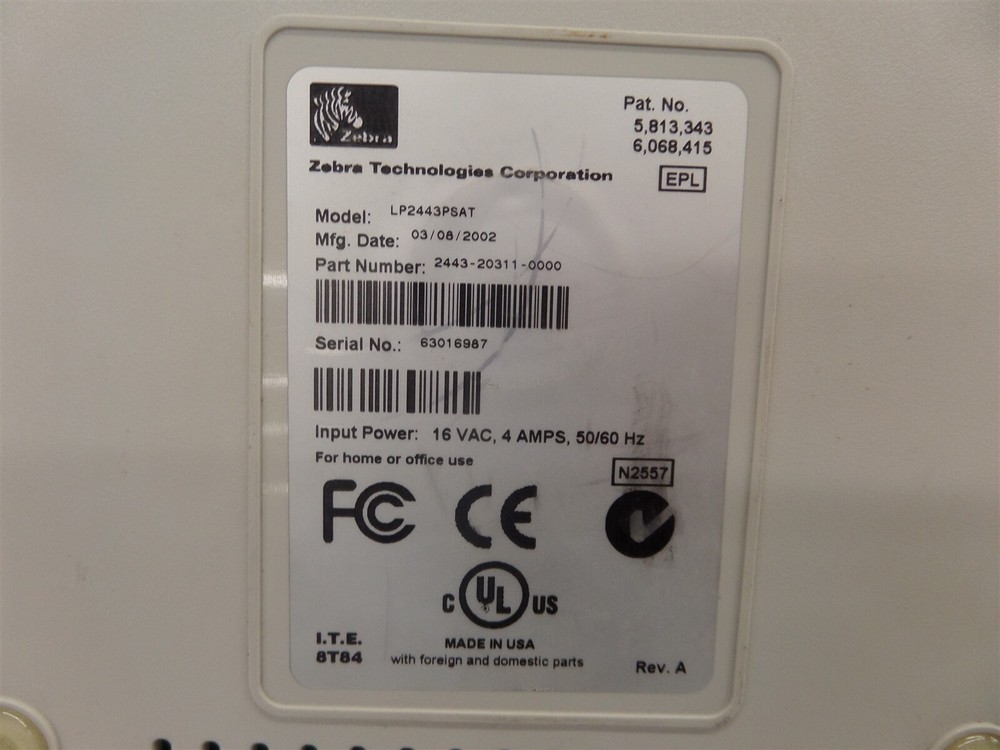 Zebra
Pat. No.
5,813,343
6,068,415
Zebra Technologies Corporation
EPL
Model: LP2443PSAT
Mfg. Date: 03/08/2002
Part Number: 2443-20311-0000
Serial No.: 63016987
Input Power: 16 VAC, 4 AMPS, 50/60 Hz
For home or office use
N2557
FC CE
C UL US
I.T.E.
8T84
MADE IN USA
with foreign and domestic parts
Rev. A